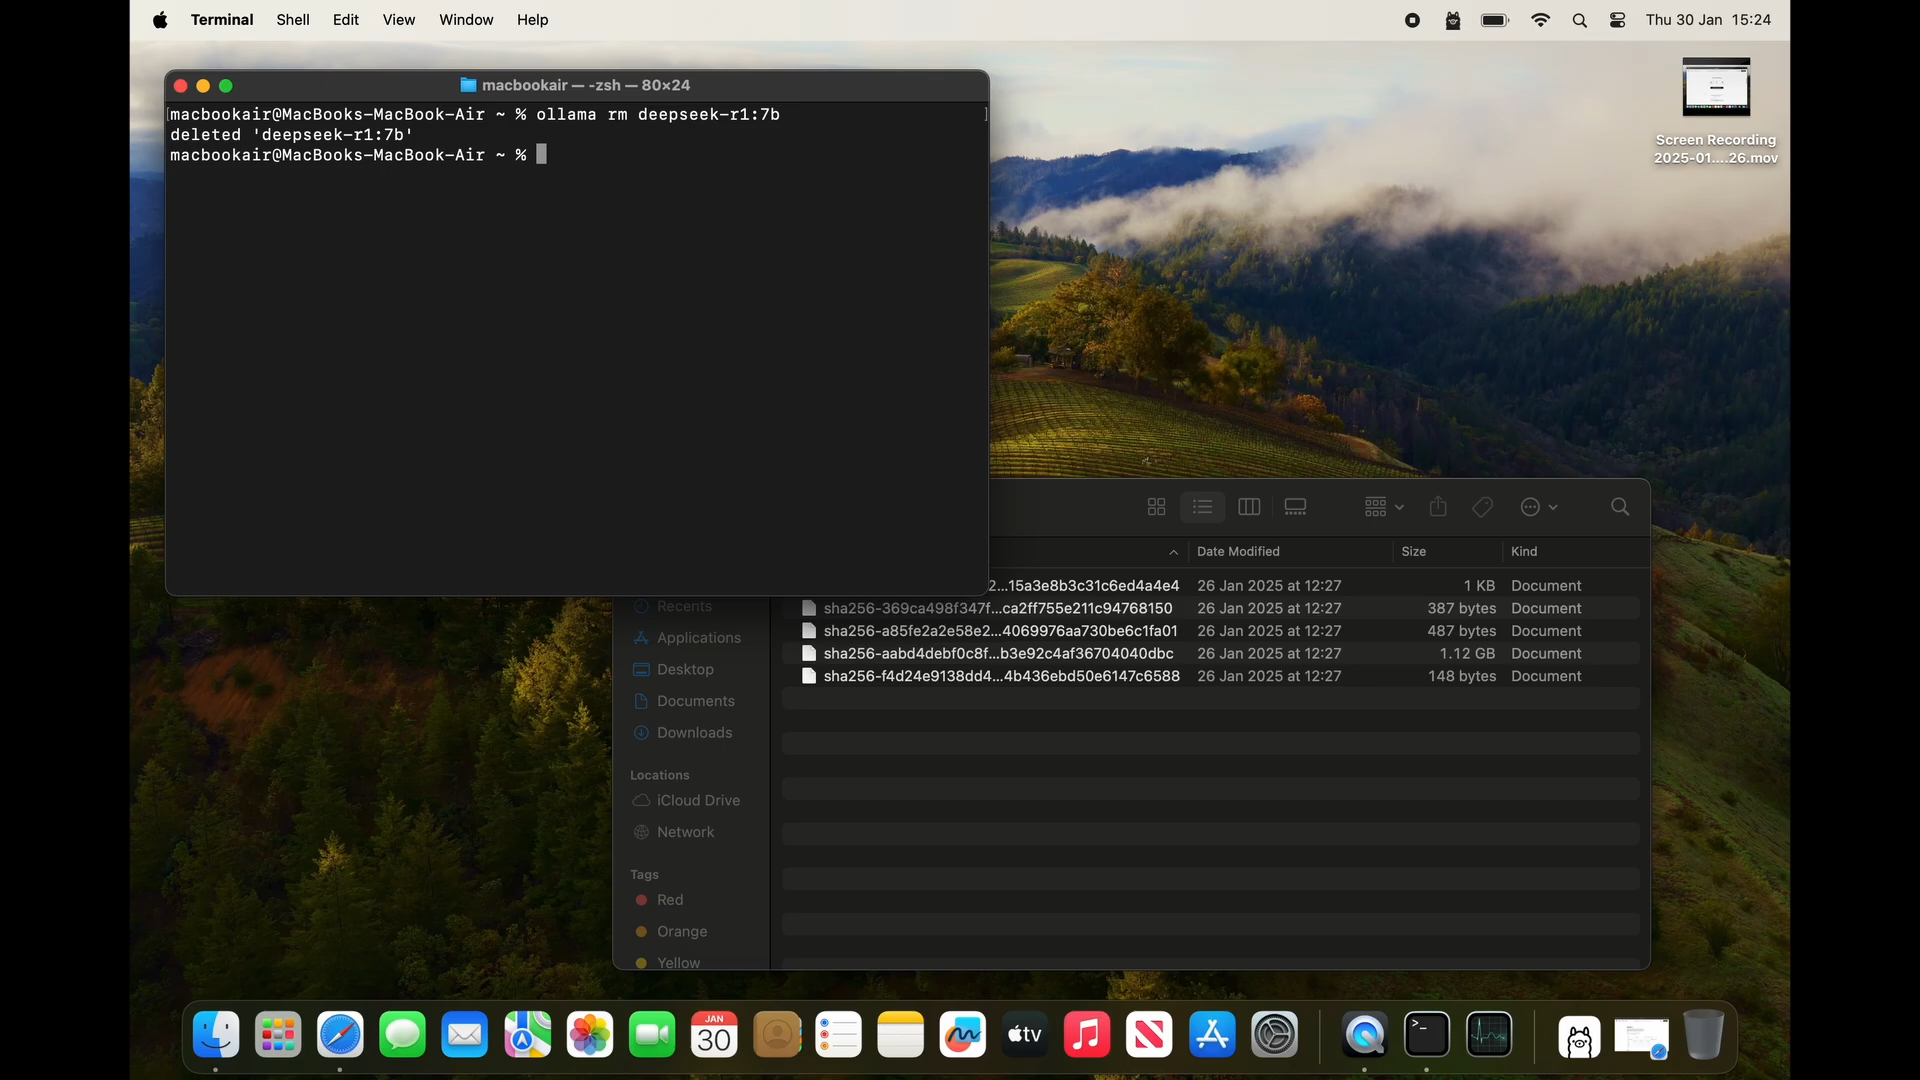 Terminal Shell Edit View Window Help Thu 30 Jan 15:24
macbookair — -zsh — 80×24
macbookair@MacBooks-MacBook-Air ~ % ollama rm deepseek-r1:7b
deleted 'deepseek-r1:7b'
macbookair@MacBooks-MacBook-Air ~ %
Screen Recording
2025-01....26.mov
Date Modified Size Kind
2...15a3e8b3c31c6ed4a4e4 26 Jan 2025 at 12:27 1 KB Document
sha256-369ca498f347f...ca2ff755e211c94768150 26 Jan 2025 at 12:27 387 bytes Document
sha256-a85fe2a2e58e2...4069976aa730be6c1fa01 26 Jan 2025 at 12:27 487 bytes Document
sha256-aabd4debf0c8f...b3e92c4af36704040dbc 26 Jan 2025 at 12:27 1.12 GB Document
sha256-f4d24e9138dd4...4b436ebd50e6147c6588 26 Jan 2025 at 12:27 148 bytes Document
Recents
Applications
Desktop
Documents
Downloads
Locations
iCloud Drive
Network
Tags
Red
Orange
Yellow
JAN
30
tv